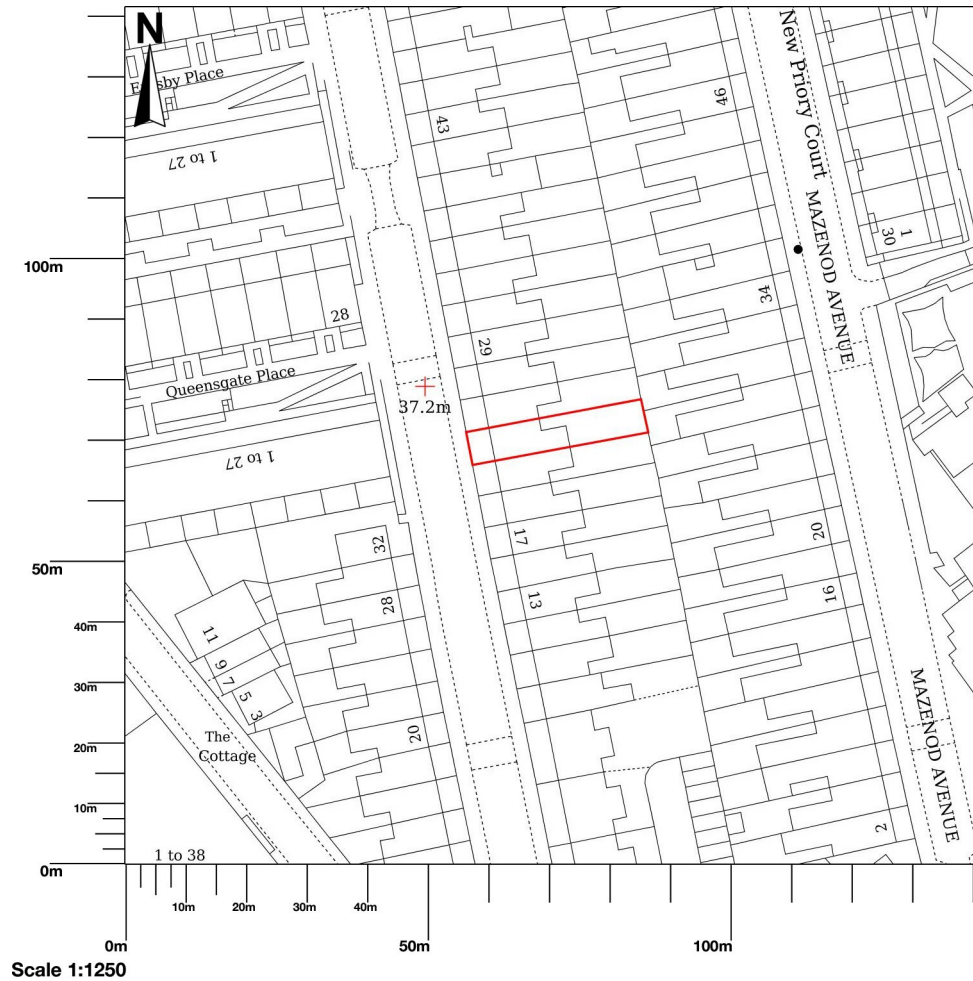 N
E   sby Place
1 to 27
43
46
New Priory Court
MAZENOD AVENUE
1
30
100m
28
29
34
Queensgate Place
37.2m
1 to 27
17
20
32
50m
13
16
28
40m
11
9
7
5
3
30m
20
MAZENOD AVENUE
20m
The
Cottage
10m
2
1 to 38
0m
10m
20m
30m
40m
0m
50m
100m
Scale 1:1250